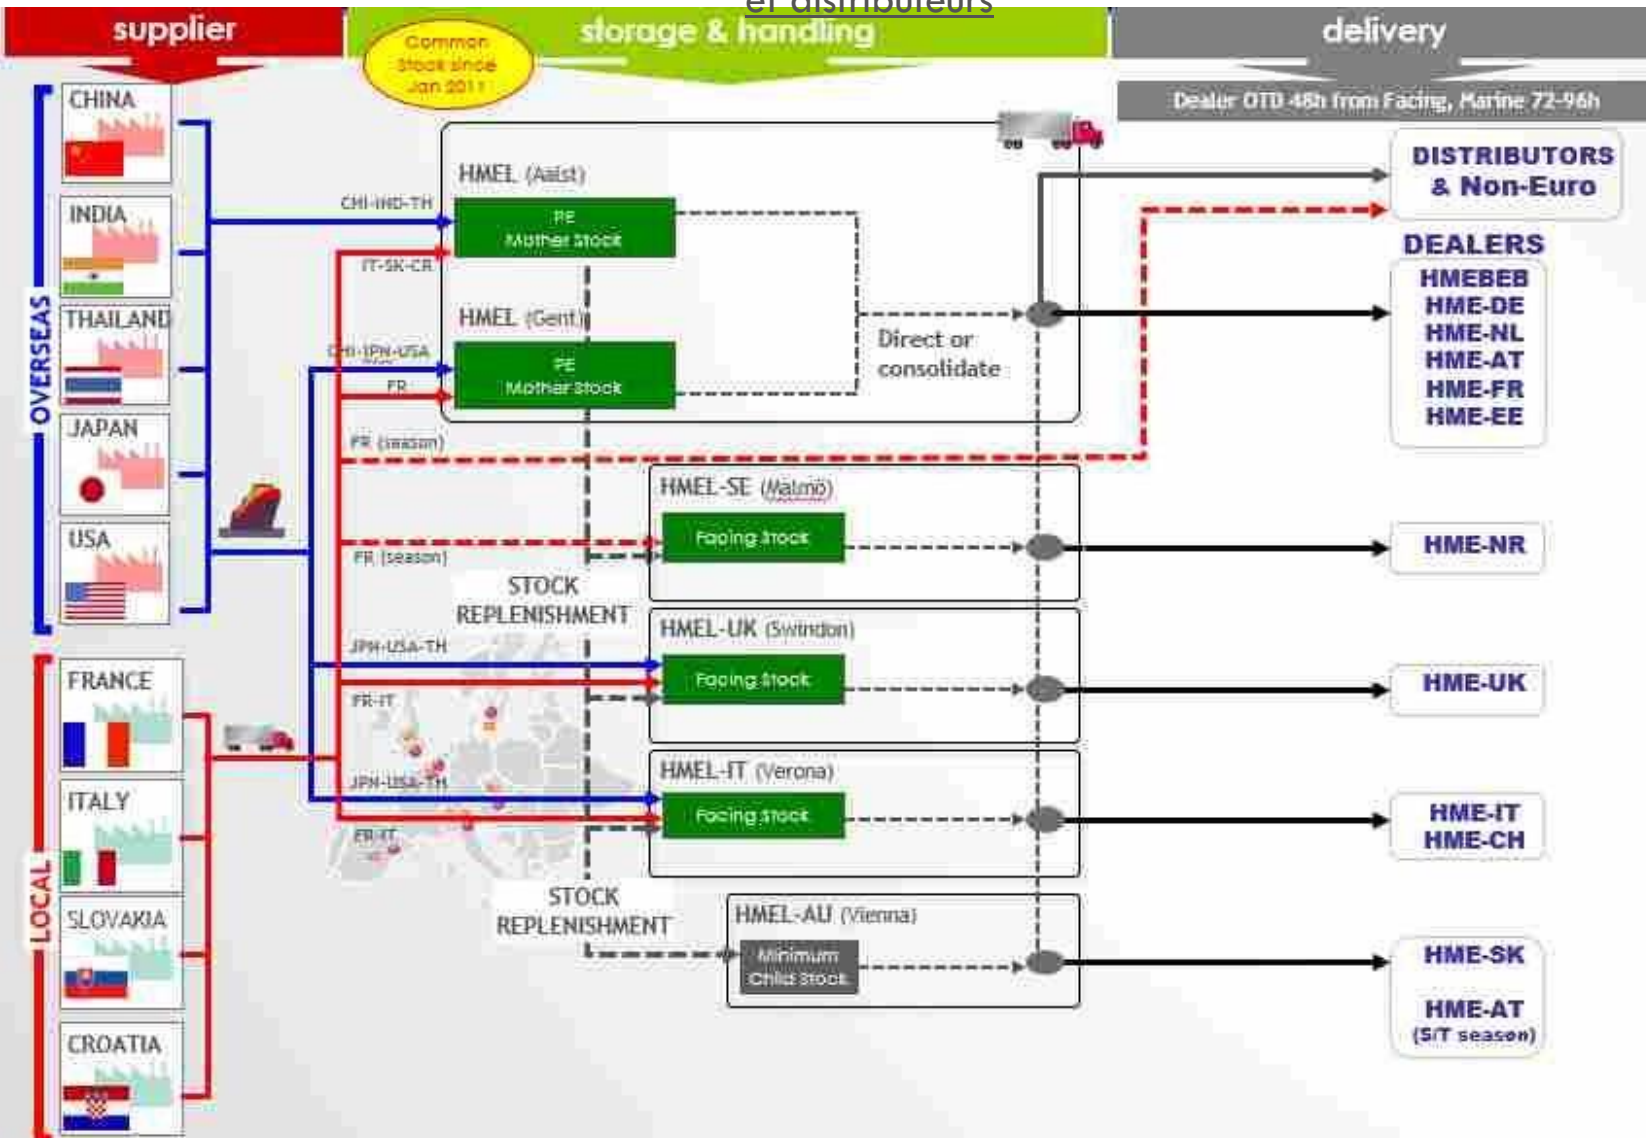 et distributeurs
supplier
storage & handling
delivery
Common
Stock since
Jan 2011
Dealer OTD 48h from Facing, Marine 72-96h
OVERSEAS
CHINA
INDIA
THAILAND
JAPAN
USA
LOCAL
FRANCE
ITALY
SLOVAKIA
CROATIA
CHI-IND-TH
IT-SK-CR
CHI-JPN-USA
FR
FR (season)
FR (season)
JPN-USA-TH
FR-IT
JPN-USA-TH
FR-IT
HMEL (Aalst)
PE
Mother Stock
HMEL (Gent)
PE
Mother Stock
Direct or
consolidate
HMEL-SE (Malmö)
Facing Stock
STOCK
REPLENISHMENT
HMEL-UK (Swindon)
Facing Stock
HMEL-IT (Verona)
Facing Stock
STOCK
REPLENISHMENT
HMEL-AU (Vienna)
Minimum
Child Stock
DISTRIBUTORS
& Non-Euro
DEALERS
HMEBEB
HME-DE
HME-NL
HME-AT
HME-FR
HME-EE
HME-NR
HME-UK
HME-IT
HME-CH
HME-SK
HME-AT
(S/T season)